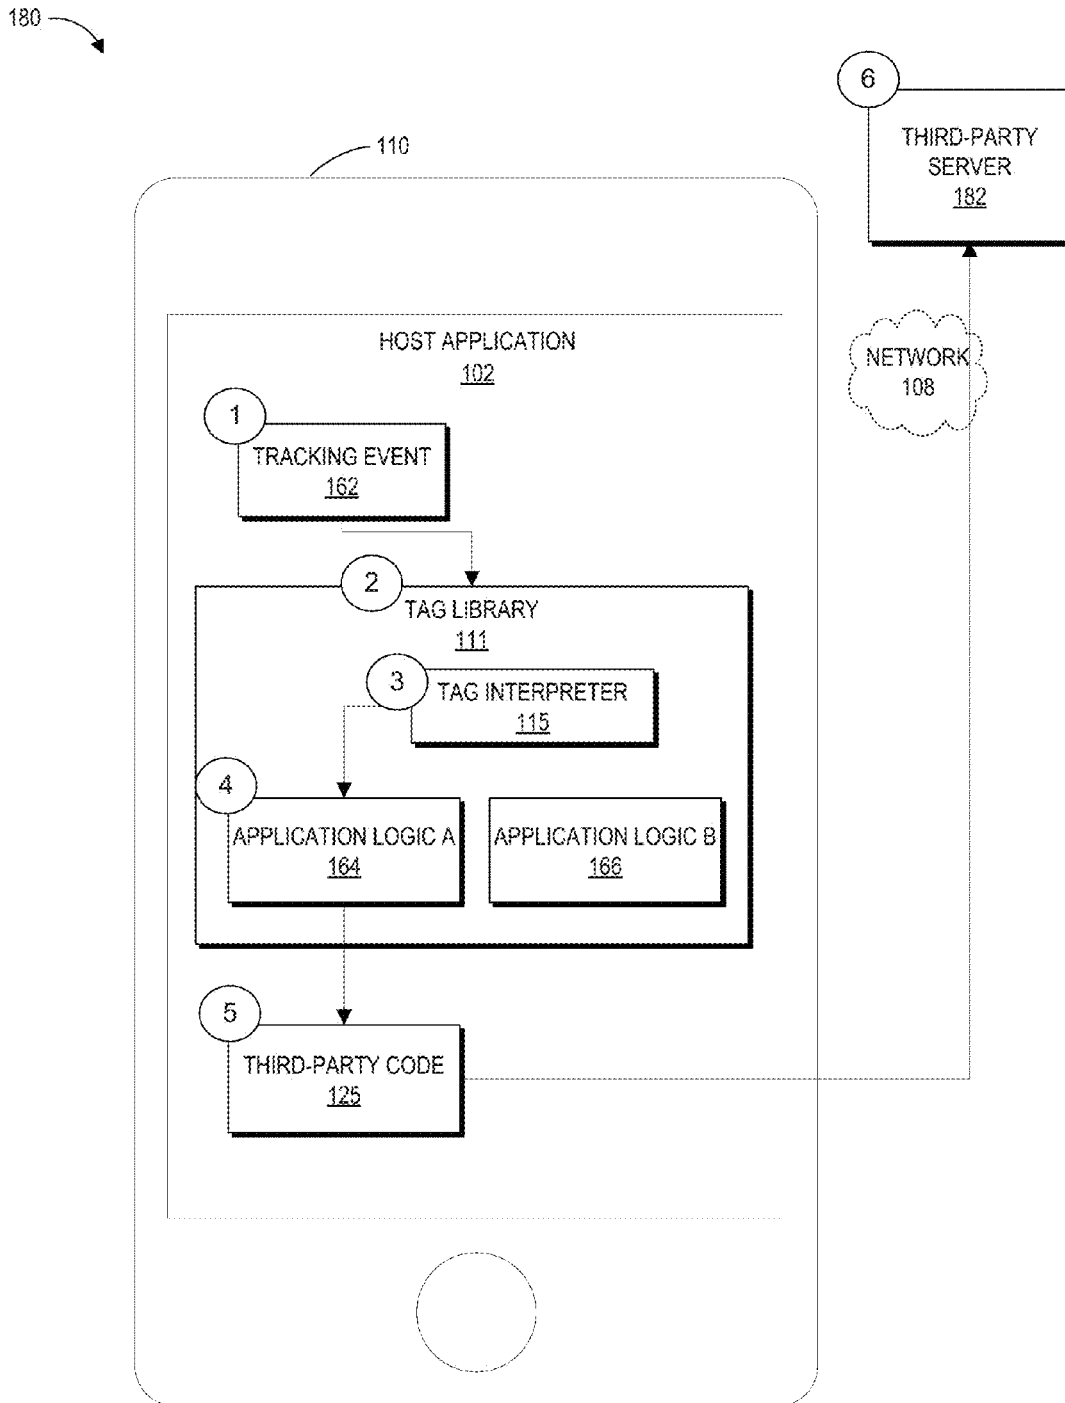 180
6
THIRD-PARTY
SERVER
182
110
HOST APPLICATION
102
NETWORK
108
1
TRACKING EVENT
162
2
TAG LIBRARY
111
3
TAG INTERPRETER
115
4
APPLICATION LOGIC A
164
APPLICATION LOGIC B
166
5
THIRD-PARTY CODE
125